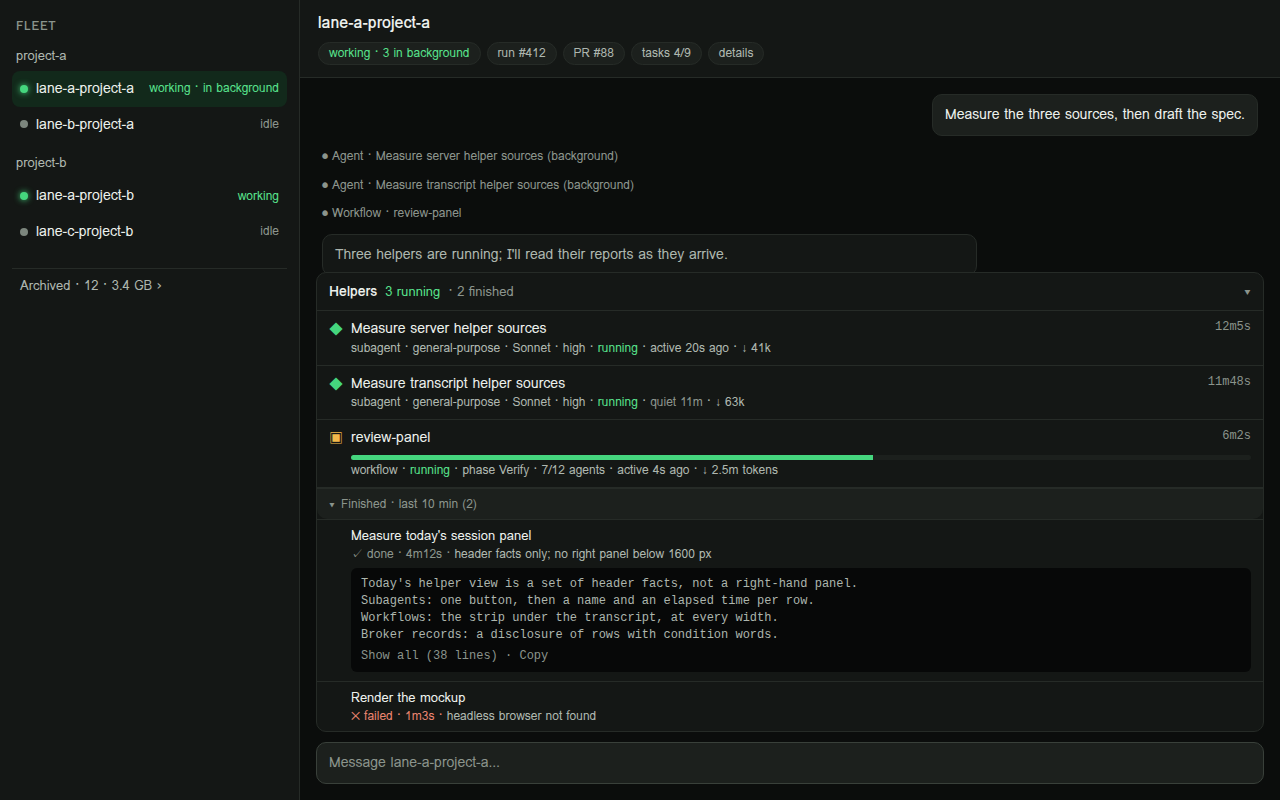 FLEET
project-a
lane-a-project-a working · in background
lane-b-project-a idle
project-b
lane-a-project-b working
lane-c-project-b idle
Archived · 12 · 3.4 GB ›
lane-a-project-a
working · 3 in background run #412 PR #88 tasks 4/9 details
Measure the three sources, then draft the spec.
● Agent · Measure server helper sources (background)
● Agent · Measure transcript helper sources (background)
● Workflow · review-panel
Three helpers are running; I'll read their reports as they arrive.
Helpers 3 running · 2 finished ▾
Measure server helper sources 12m5s
subagent · general-purpose · Sonnet · high · running · active 20s ago · ↓ 41k
Measure transcript helper sources 11m48s
subagent · general-purpose · Sonnet · high · running · quiet 11m · ↓ 63k
review-panel 6m2s
workflow · running · phase Verify · 7/12 agents · active 4s ago · ↓ 2.5m tokens
▾ Finished · last 10 min (2)
Measure today's session panel
✓ done · 4m12s · header facts only; no right panel below 1600 px
Today's helper view is a set of header facts, not a right-hand panel.
Subagents: one button, then a name and an elapsed time per row.
Workflows: the strip under the transcript, at every width.
Broker records: a disclosure of rows with condition words.
Show all (38 lines) · Copy
Render the mockup
✕ failed · 1m3s · headless browser not found
Message lane-a-project-a...